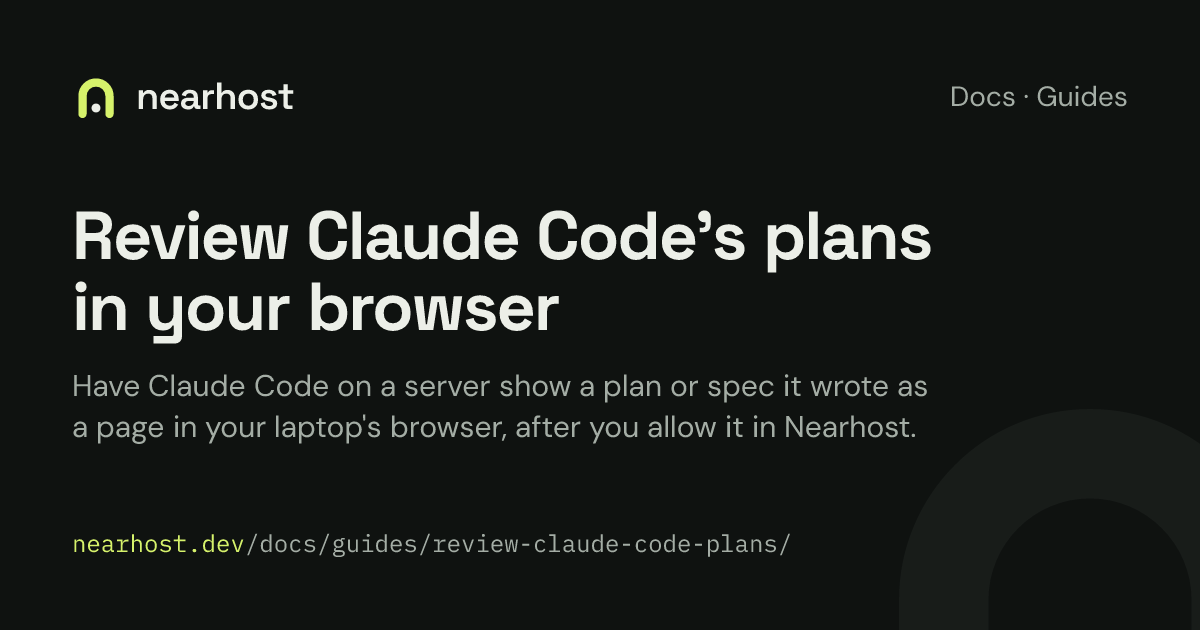 nearhost
Docs · Guides
Review Claude Code’s plans
in your browser
Have Claude Code on a server show a plan or spec it wrote as
a page in your laptop's browser, after you allow it in Nearhost.
nearhost.dev/docs/guides/review-claude-code-plans/